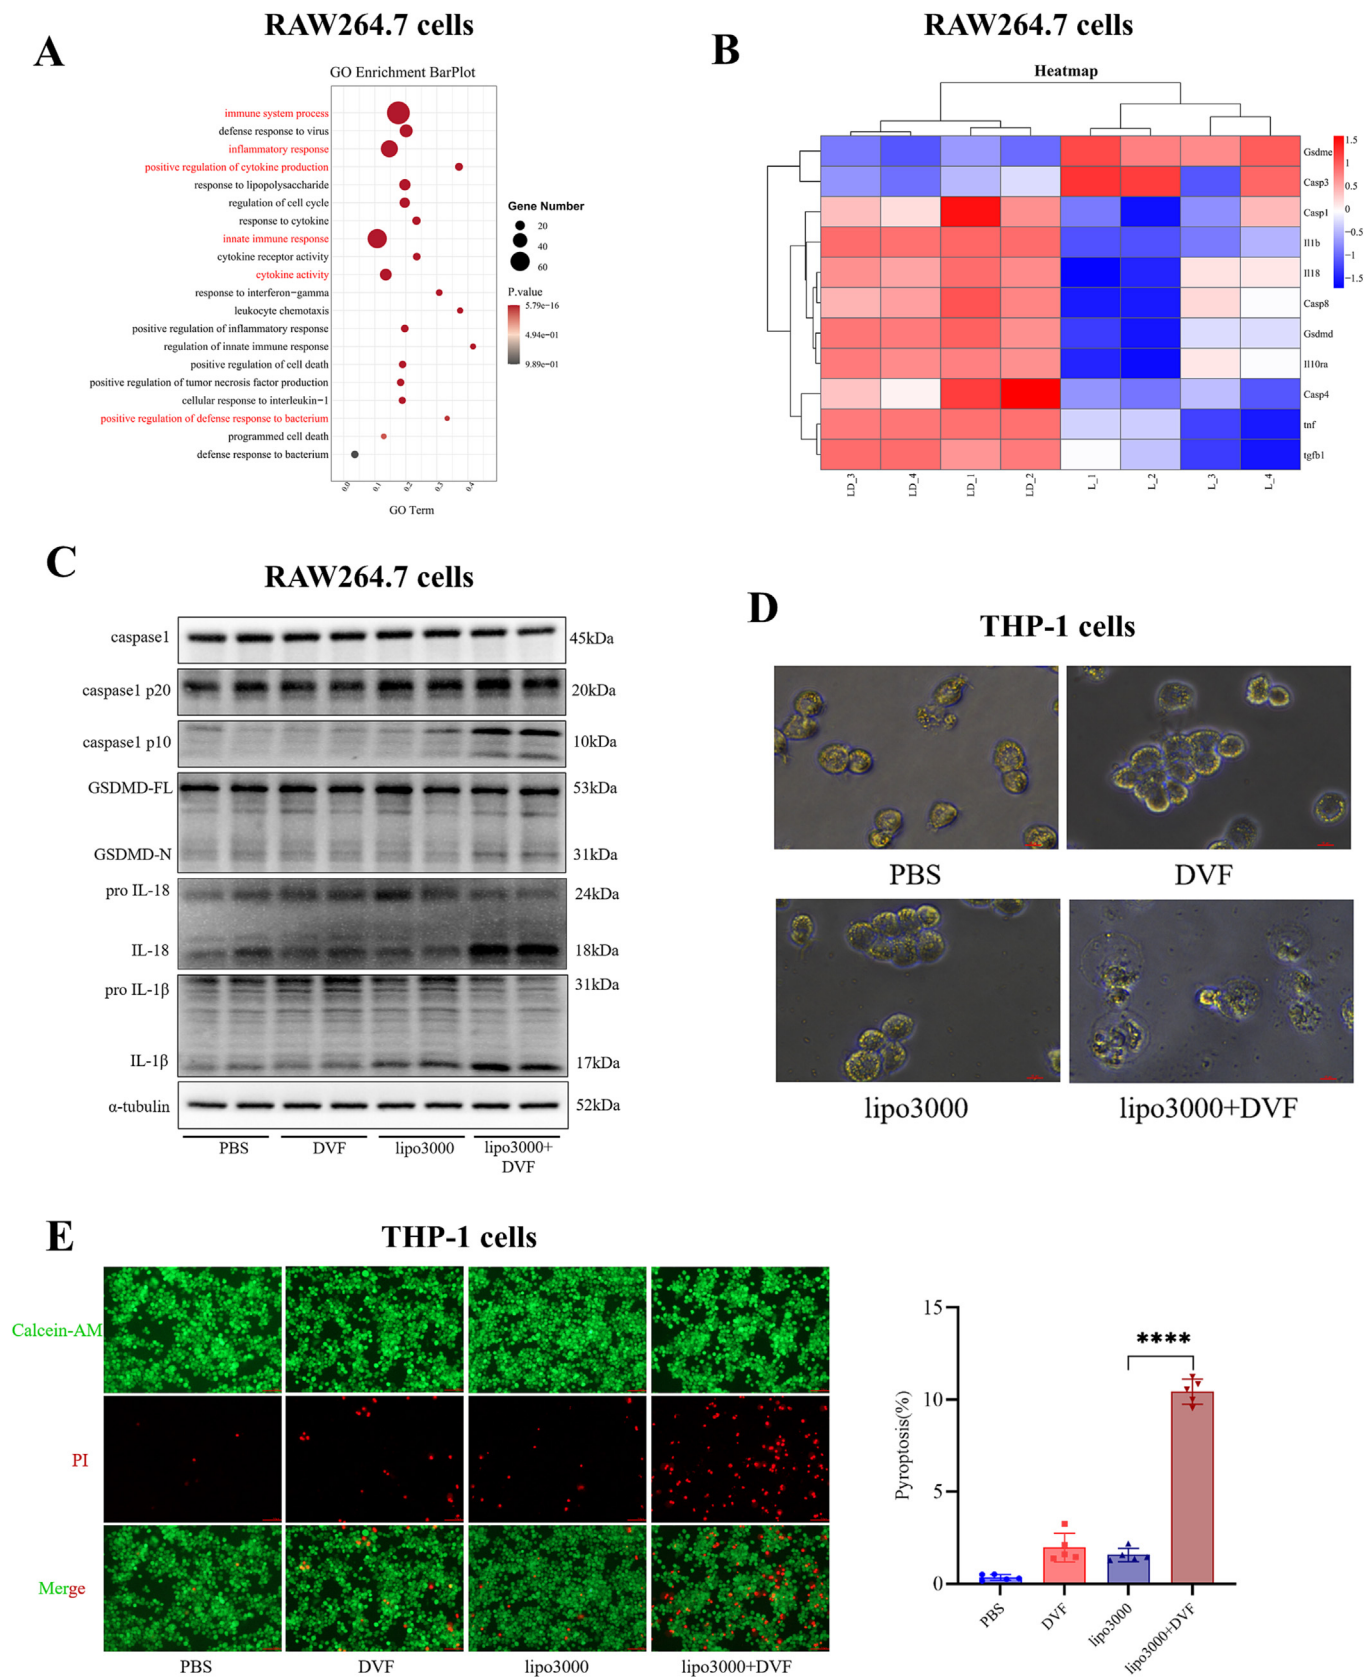 RAW264.7 cells
A
GO Enrichment BarPlot
immune system process
defense response to virus
inflammatory response
positive regulation of cytokine production
response to lipopolysaccharide
regulation of cell cycle
response to cytokine
innate immune response
cytokine receptor activity
cytokine activity
response to interferon-gamma
leukocyte chemotaxis
positive regulation of inflammatory response
regulation of innate immune response
positive regulation of cell death
positive regulation of tumor necrosis factor production
cellular response to interleukin-1
positive regulation of defense response to bacterium
programmed cell death
defense response to bacterium
0.0 0.1 0.2 0.3 0.4
GO Term
Gene Number
20
40
60
P.value
5.79e-16
4.94e-01
9.89e-01
RAW264.7 cells
B
Heatmap
Gsdme
Casp3
Casp1
Il1b
Il18
Casp8
Gsdmd
Il10ra
Casp4
tnf
tgfb1
LD_3 LD_4 LD_1 LD_2 L_1 L_2 L_3 L_4
1.5
1
0.5
0
-0.5
-1
-1.5
C
RAW264.7 cells
caspase1 45kDa
caspase1 p20 20kDa
caspase1 p10 10kDa
GSDMD-FL 53kDa
GSDMD-N 31kDa
pro IL-18 24kDa
IL-18 18kDa
pro IL-1β 31kDa
IL-1β 17kDa
α-tubulin 52kDa
PBS DVF lipo3000 lipo3000+
DVF
D
THP-1 cells
PBS DVF
lipo3000 lipo3000+DVF
E
THP-1 cells
Calcein-AM
PI
Merge
PBS DVF lipo3000 lipo3000+DVF
Pyroptosis(%)
15
10
5
0
****
PBS DVF lipo3000 lipo3000+DVF